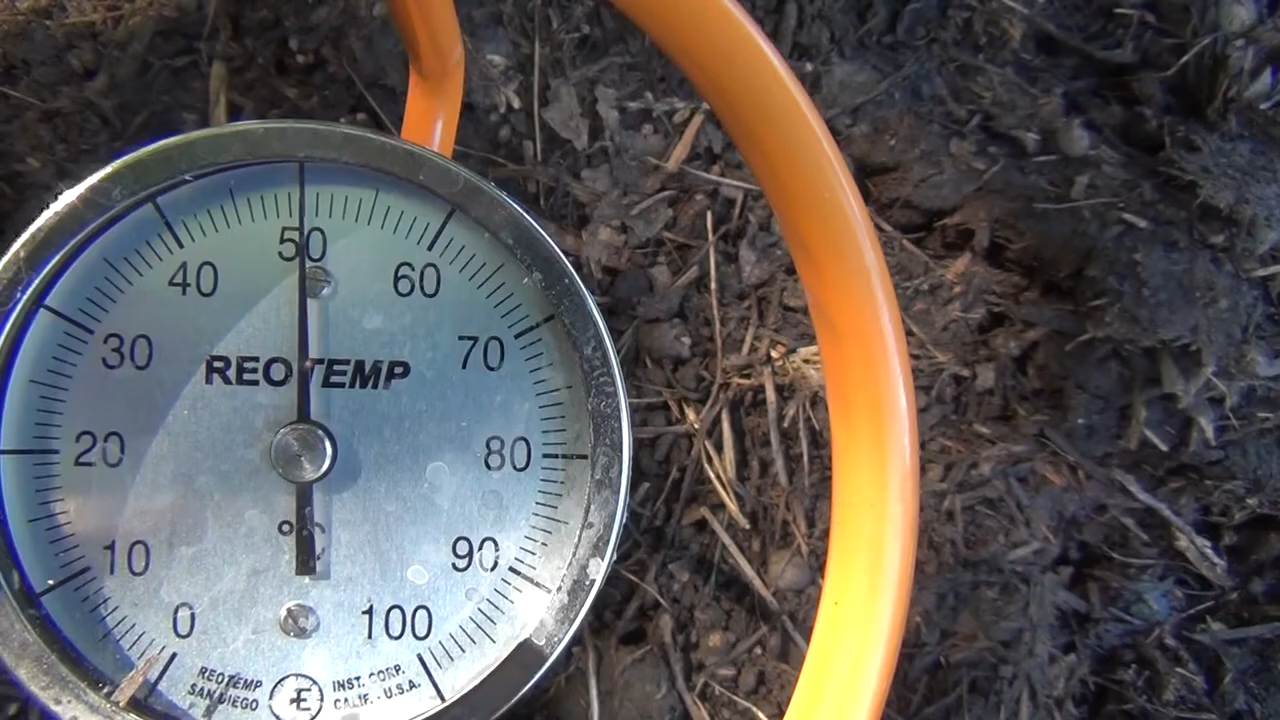 50
40
60
30
70
REOTEMP
20
80
°C
10
90
0
100
REOTEMP
SAN DIEGO
E
INST. CORP.
CALIF. - U.S.A.